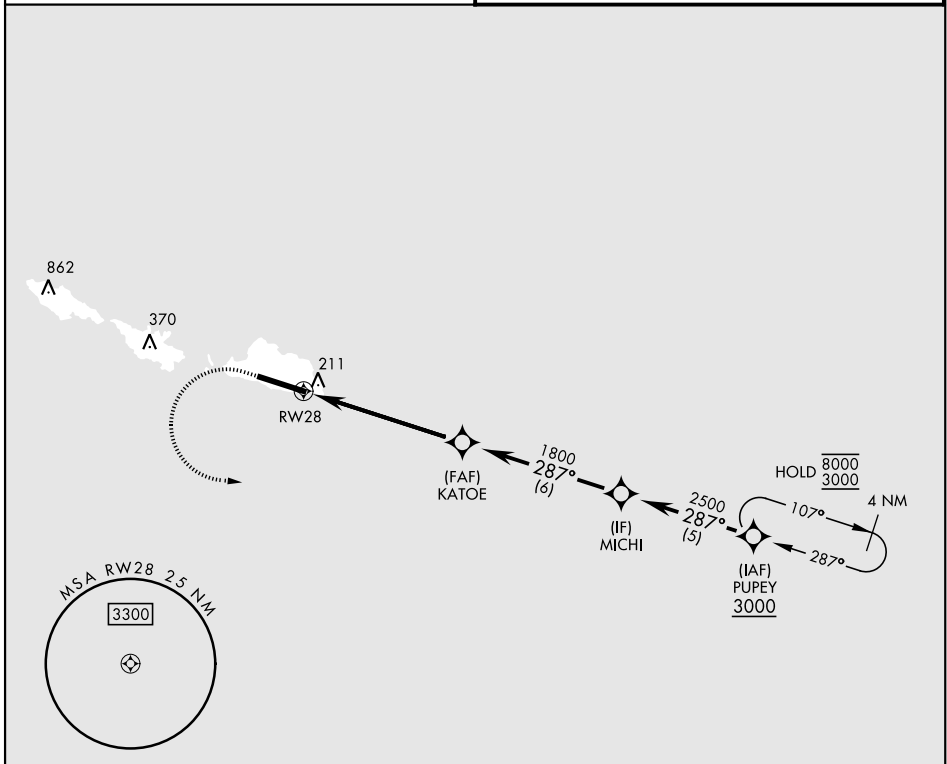 862
370
211
RW28
1800
287°
(6)
(FAF)
KATOE
2500
287°
(5)
(IF)
MICHI
HOLD 8000
3000
4 NM
107°
287°
(IAF)
PUPEY
3000
MSA RW28 25 NM
3300